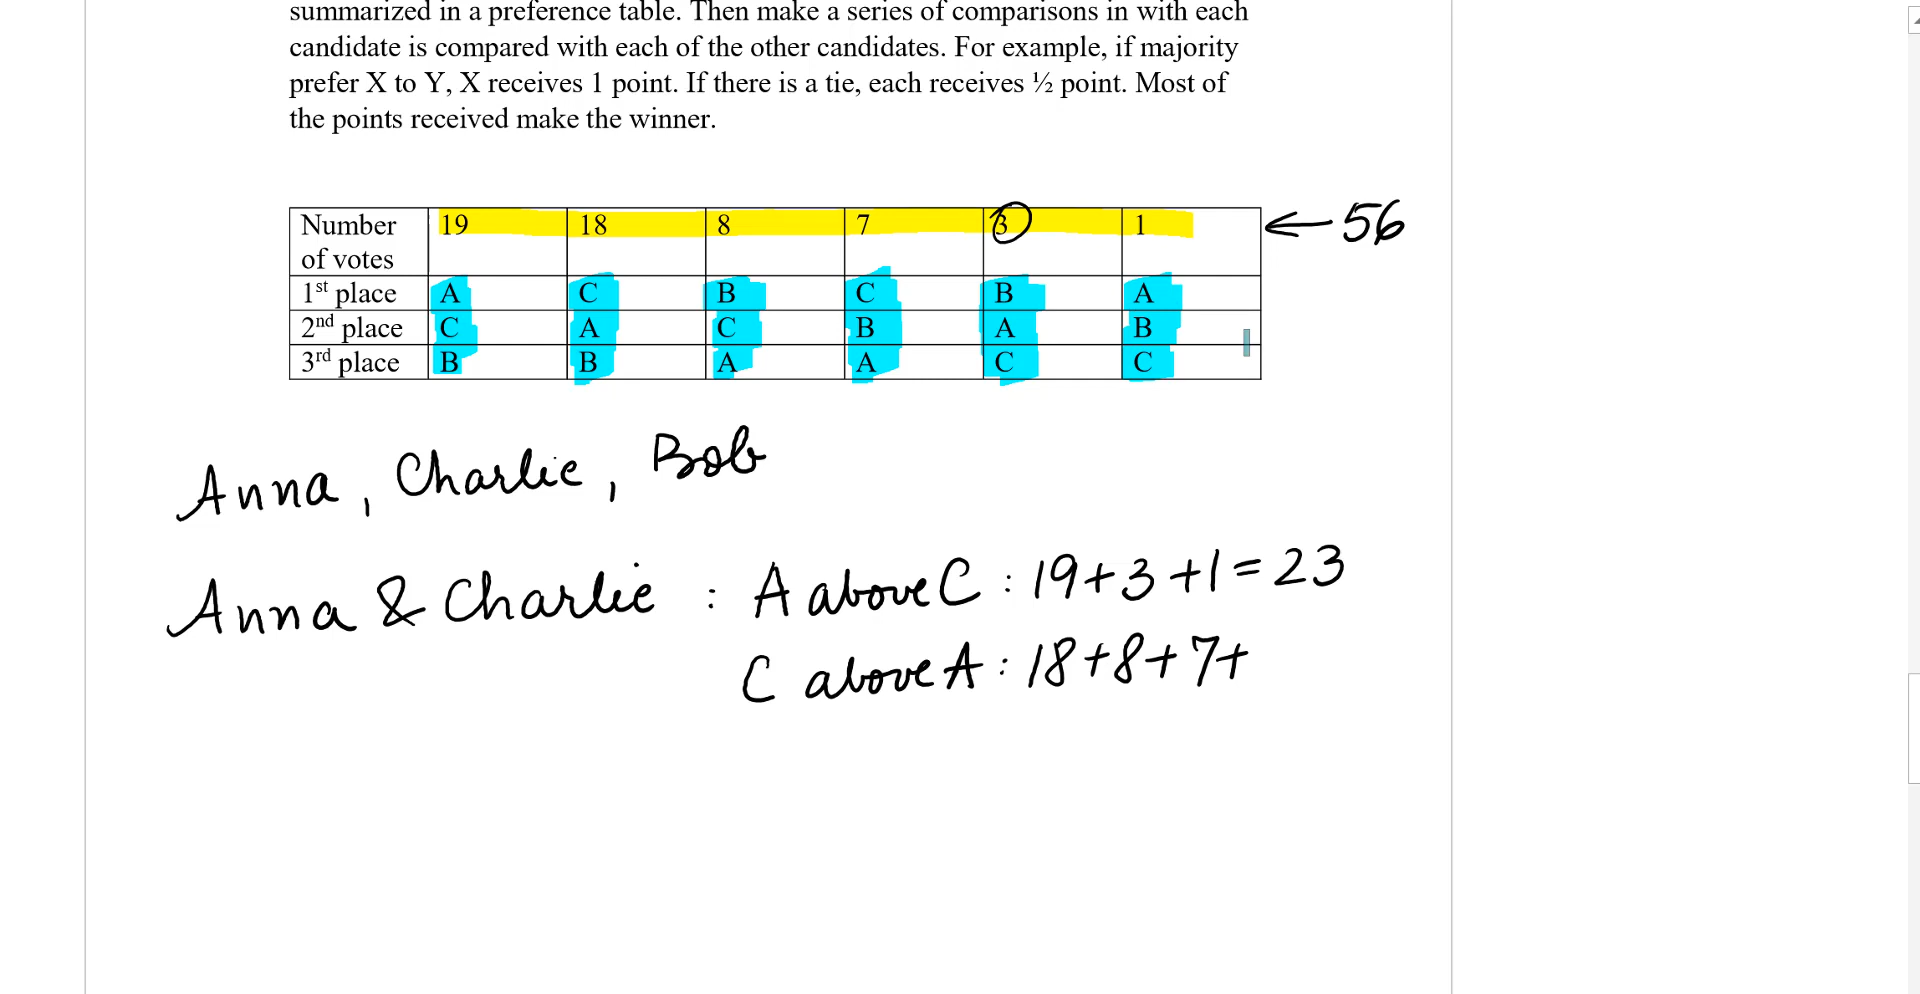 summarized in a preference table. Then make a series of comparisons in with each
candidate is compared with each of the other candidates. For example, if majority
prefer X to Y, X receives 1 point. If there is a tie, each receives ½ point. Most of
the points received make the winner.
Number of votes 19 18 8 7 3 1 ← 56
1st place A C B C B A
2nd place C A C B A B
3rd place B B A A C C
Anna, Charlie, Bob
Anna & Charlie : A above C : 19+3+1=23
C above A : 18+8+7+